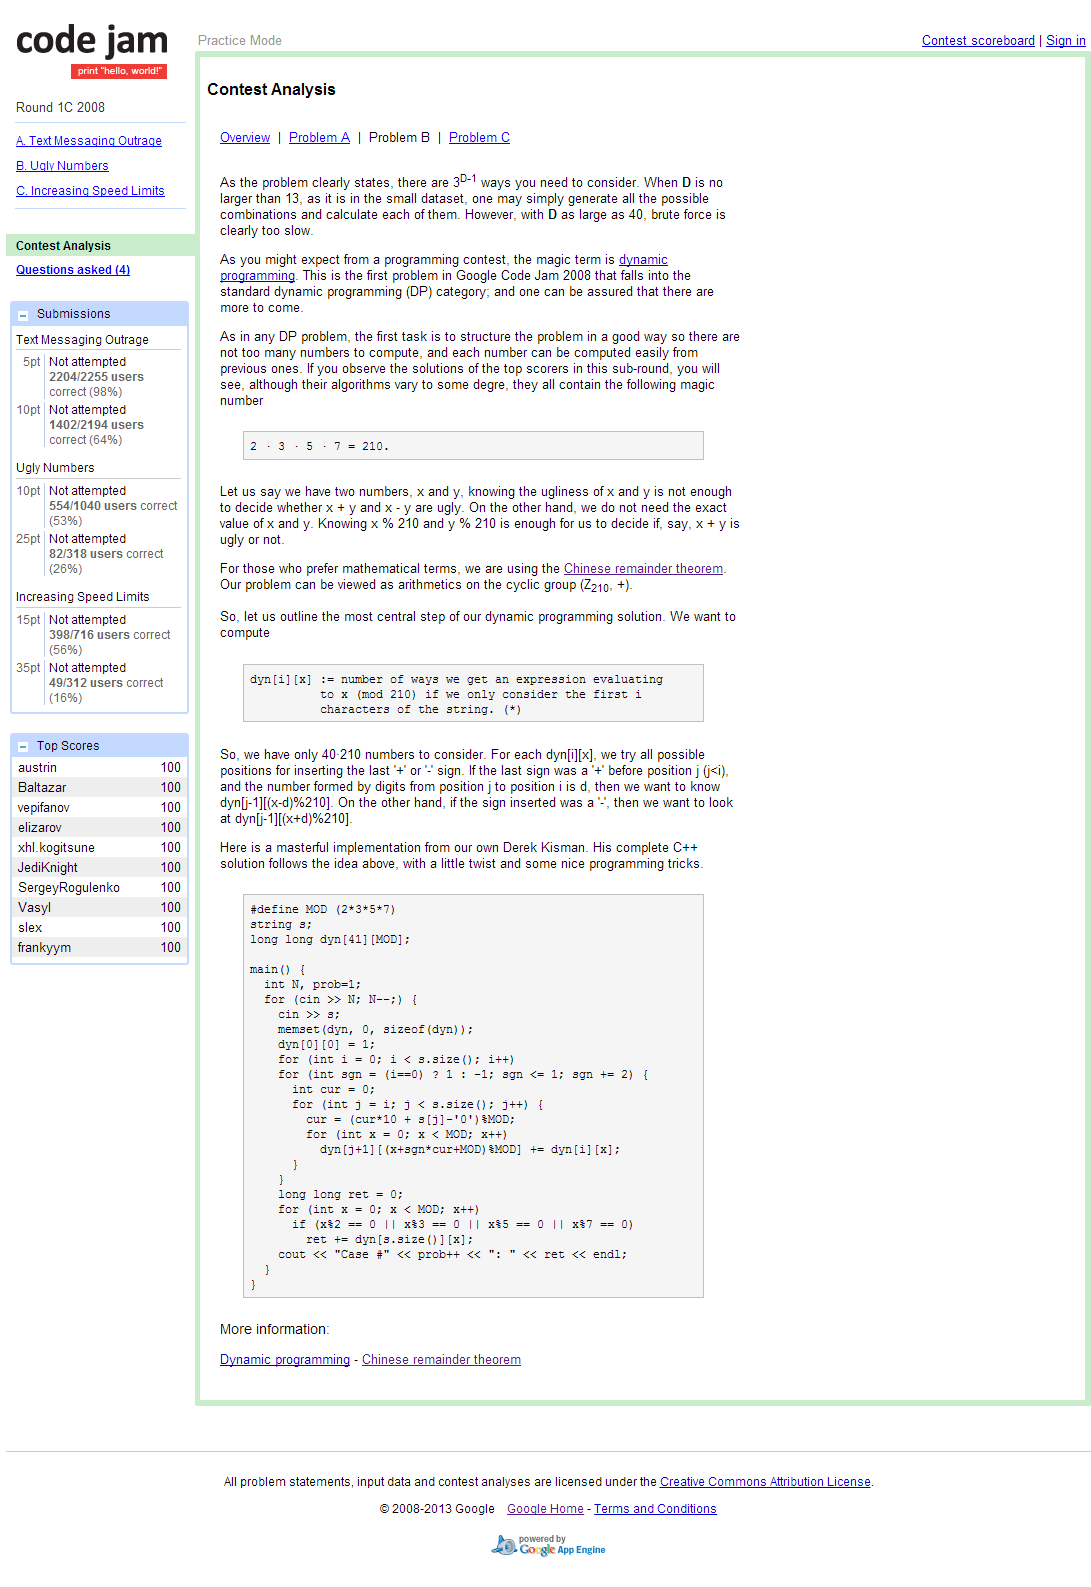 code jam
print "hello, world!"
Practice Mode
Contest scoreboard | Sign in
Round 1C 2008
A. Text Messaging Outrage
B. Ugly Numbers
C. Increasing Speed Limits
Contest Analysis
Questions asked (4)
Submissions
Text Messaging Outrage
5pt Not attempted
2204/2255 users
correct (98%)
10pt Not attempted
1402/2194 users
correct (64%)
Ugly Numbers
10pt Not attempted
554/1040 users correct
(53%)
25pt Not attempted
82/318 users correct
(26%)
Increasing Speed Limits
15pt Not attempted
398/716 users correct
(56%)
35pt Not attempted
49/312 users correct
(16%)
Top Scores
austrin 100
Baltazar 100
vepifanov 100
elizarov 100
xhl.kogitsune 100
JediKnight 100
SergeyRogulenko 100
Vasyl 100
slex 100
frankyym 100
Contest Analysis
Overview | Problem A | Problem B | Problem C
As the problem clearly states, there are 3^D-1 ways you need to consider. When D is no
larger than 13, as it is in the small dataset, one may simply generate all the possible
combinations and calculate each of them. However, with D as large as 40, brute force is
clearly too slow.
As you might expect from a programming contest, the magic term is dynamic
programming. This is the first problem in Google Code Jam 2008 that falls into the
standard dynamic programming (DP) category; and one can be assured that there are
more to come.
As in any DP problem, the first task is to structure the problem in a good way so there are
not too many numbers to compute, and each number can be computed easily from
previous ones. If you observe the solutions of the top scorers in this sub-round, you will
see, although their algorithms vary to some degre, they all contain the following magic
number
2 · 3 · 5 · 7 = 210.
Let us say we have two numbers, x and y, knowing the ugliness of x and y is not enough
to decide whether x + y and x - y are ugly. On the other hand, we do not need the exact
value of x and y. Knowing x % 210 and y % 210 is enough for us to decide if, say, x + y is
ugly or not.
For those who prefer mathematical terms, we are using the Chinese remainder theorem.
Our problem can be viewed as arithmetics on the cyclic group (Z210, +).
So, let us outline the most central step of our dynamic programming solution. We want to
compute
dyn[i][x] := number of ways we get an expression evaluating
to x (mod 210) if we only consider the first i
characters of the string. (*)
So, we have only 40·210 numbers to consider. For each dyn[i][x], we try all possible
positions for inserting the last '+' or '-' sign. If the last sign was a '+' before position j (j<i),
and the number formed by digits from position j to position i is d, then we want to know
dyn[j-1][(x-d)%210]. On the other hand, if the sign inserted was a '-', then we want to look
at dyn[j-1][(x+d)%210].
Here is a masterful implementation from our own Derek Kisman. His complete C++
solution follows the idea above, with a little twist and some nice programming tricks.
#define MOD (2*3*5*7)
string s;
long long dyn[41][MOD];
main() {
int N, prob=1;
for (cin >> N; N--;) {
cin >> s;
memset(dyn, 0, sizeof(dyn));
dyn[0][0] = 1;
for (int i = 0; i < s.size(); i++)
for (int sgn = (i==0) ? 1 : -1; sgn <= 1; sgn += 2) {
int cur = 0;
for (int j = i; j < s.size(); j++) {
cur = (cur*10 + s[j]-'0')%MOD;
for (int x = 0; x < MOD; x++)
dyn[j+1][(x+sgn*cur+MOD)%MOD] += dyn[i][x];
}
}
long long ret = 0;
for (int x = 0; x < MOD; x++)
if (x%2 == 0 || x%3 == 0 || x%5 == 0 || x%7 == 0)
ret += dyn[s.size()][x];
cout << "Case #" << prob++ << ": " << ret << endl;
}
}
More information:
Dynamic programming - Chinese remainder theorem
All problem statements, input data and contest analyses are licensed under the Creative Commons Attribution License.
© 2008-2013 Google Google Home - Terms and Conditions
powered by
Google App Engine